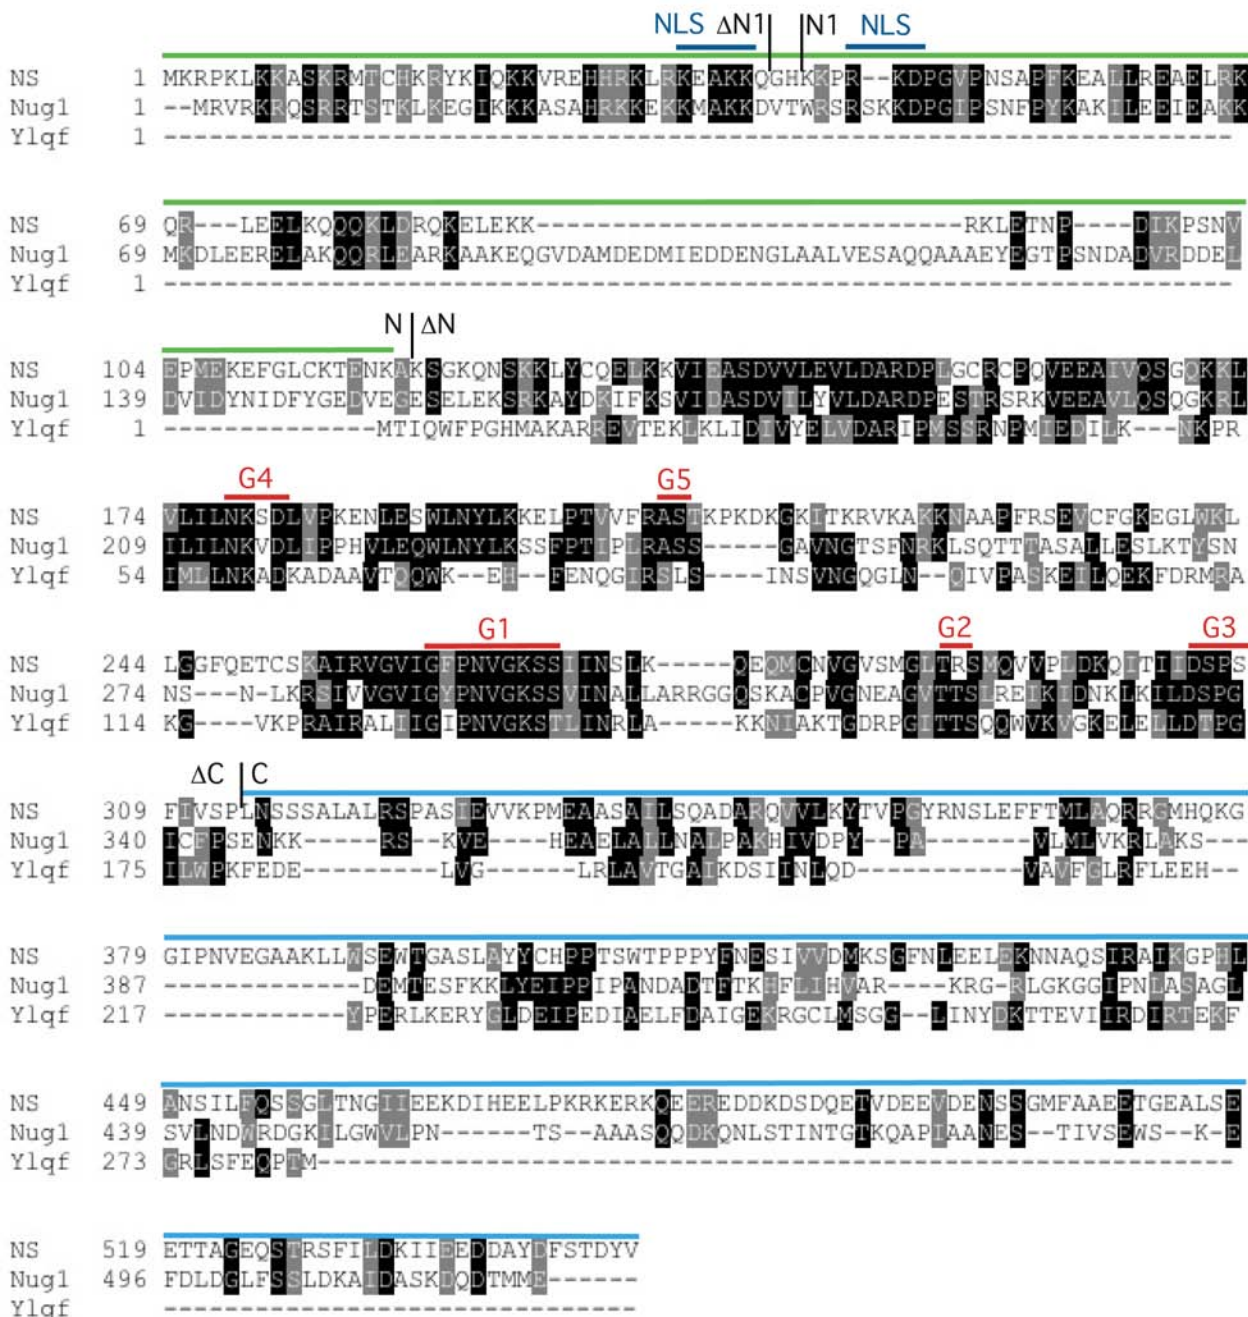 NLS ΔN1 N1 NLS
NS 1 MKRPKLKKASKRMTCHKRYKIQKKVREHHRKLRKEAKKQGHKKPR--KDPGVPNSAPFKEALLREAELRK
Nug1 1 --MRVRKKRQSRRTSTKLKEGIKKKASAHRKKEKKMAKKDVTWRSRSKKDPGIPSNFPYKAKILEEIEAKK
Ylqf 1 --------------------------------------------------------------------
NS 69 QR---LEELKQQQKLDRQKELEKK----------------------------RKLETNP----DIKPSNV
Nug1 69 MKDLEERELAKQQRLEARKAAKEQGVDAMDEDMIEDDENGLAALVESAQQAAAEYEGTPSNDADVRDDEL
Ylqf 1 --------------------------------------------------------------------
N ΔN
NS 104 EPMEKEFGLCKTENKAKSGKQNSKKLYCQELKKVIEASDVVLEVLDARDPLGCRCPQVEEAIVQSGQKKL
Nug1 139 DVIDYNIDFYGEDVEGESELEKSRKAYDKIFKSVIDASDVILYVLDARDPESTRSRKVEEAVLQSQGKRL
Ylqf 1 --------------MTIQWFPGHMAKARREVTEKLKLIDIVYELVDARIPMSSRNPMIEDILK---NKPR
G4 G5
NS 174 VLILNKSDLVPKENLESWLNYLKKELPTVVFRASTKPKDKGKITKRVKAKKNAAPFRSEVCFGKEGLWKL
Nug1 209 ILILNKVDLIPPHVLEQWLNYLKSSFPTIPLRASS-----GAVNGTSFNRKLSQTTTASALLESLKTYSN
Ylqf 54 IMLLNKADKADAAVTQQWK--EH--FENQGIRSLS----INSVNGQGLN--QIVPASKEILQEKFDRMRA
G1 G2 G3
NS 244 LGGFQETCSKAIRVGVIGFPNVGKSSIINSLK-----QEQMCNVGVSMGLTRSMQVVPLDKQITIIDSPS
Nug1 274 NS---N-LKRSIVVGVIGYPNVGKSSVINALLARRGGQSKACPVGNEAGVTTSLREIKIDNKLKILDSPG
Ylqf 114 KG----VKPRAIRALIIGIPNVGKSTLINRLA-----KKNIAKTGDRPGITTSQQWVKVGKELELLDTPG
ΔC C
NS 309 FIVSPLNSSSALALRSPASIEVVKPMEAASAILSQADARQVVLKYTVPGYRNSLEFFTMLAQRRGMHQKG
Nug1 340 ICFPSENKK-----RS--KVE----HEAELALLNALPAKHIVDPY--PA-------VLMLVKRLAKS---
Ylqf 175 ILWPKFEDE---------LVG------LRLAVTGAIKDSIINLQD-----------VAVFGLRFLEEH--
NS 379 GIPNVEGAAKLLWSEWTGASLAYYCHPPTSWTPPPYFNESIVVDMKSGFNLEELEKNNAQSIRAIKGPHL
Nug1 387 -------------DEMTESFKKLYEIPPIPANDADTFTKHFLIHVAR----KRG-RLGKGGIPNLASAGL
Ylqf 217 ------------YPERLKERYGLDEIPEDIAELFDAIGEKRGCLMSGG--LINYDKTTEVIIRDIRTEKF
NS 449 ANSILFQSSGLTNGIIEEKDIHEELPKRKERKQEEREDDKDSDQETVDEEVDENSSGMFAAEETGEALSE
Nug1 439 SVLNDWRDGKILGWVLPN-------TS--AAASQQDKQNLSTINTGTKQAPIAANES--TIVSEWS--K-E
Ylqf 273 GRLSFEQPTM-----------------------------------------------------------
NS 519 ETTAGEQSTRSFILDKIIEEDDAYDFSTDYV
Nug1 496 FDLDGLFSSLDKAIDASKDQDTMME------
Ylqf -------------------------------